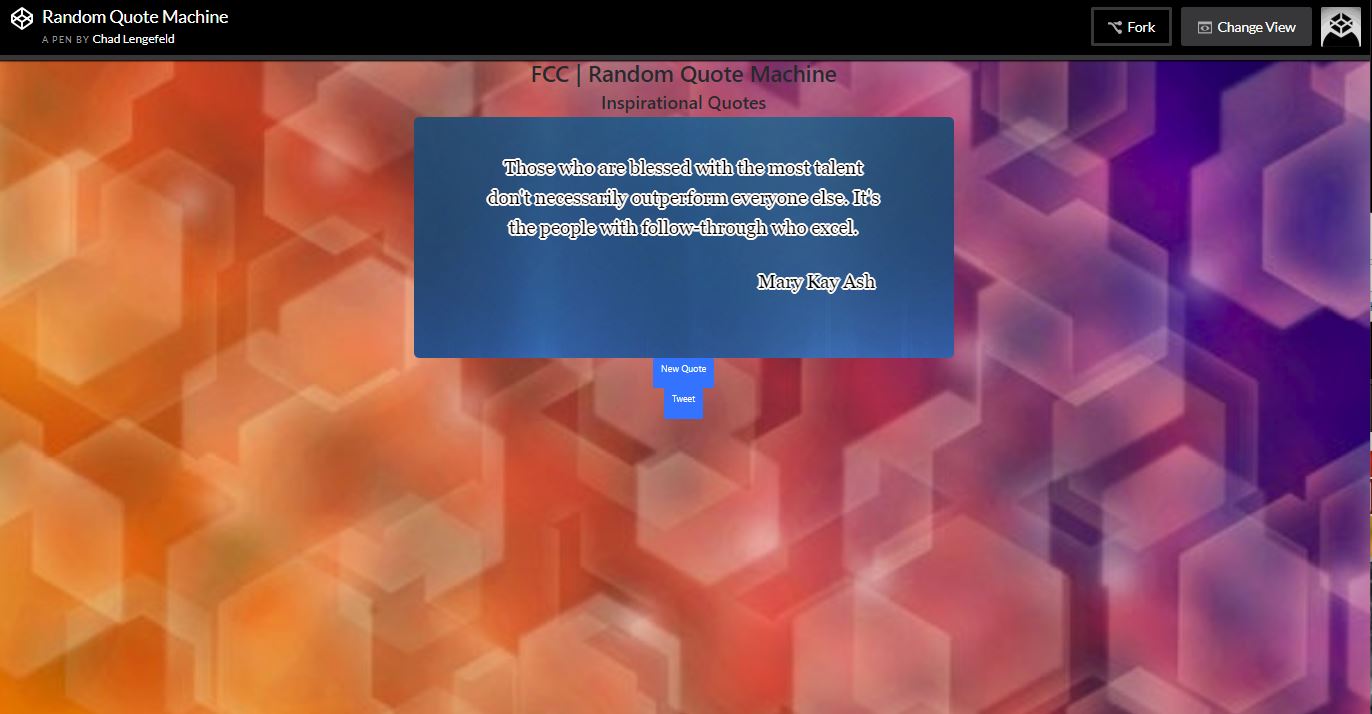 Random Quote Machine
A PEN BY Chad Lengefeld
Fork
Change View
FCC | Random Quote Machine
Inspirational Quotes
Those who are blessed with the most talent
don't necessarily outperform everyone else. It's
the people with follow-through who excel.
Mary Kay Ash
New Quote
Tweet